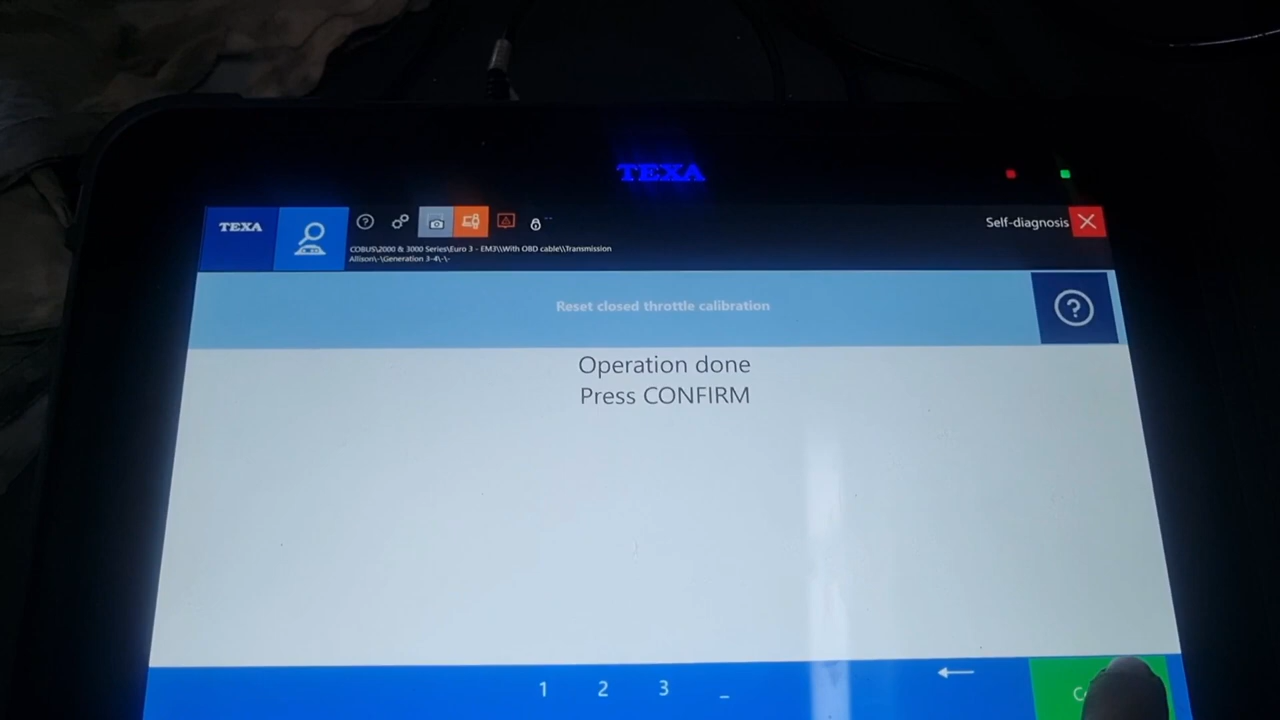 TEXA
TEXA
Self-diagnosis
COBUS\2000 & 3000 Series\Euro 3 - EM3\\With OBD cable\\Transmission
Allison\-\Generation 3-4\-\-
Reset closed throttle calibration
Operation done
Press CONFIRM
1 2 3 _